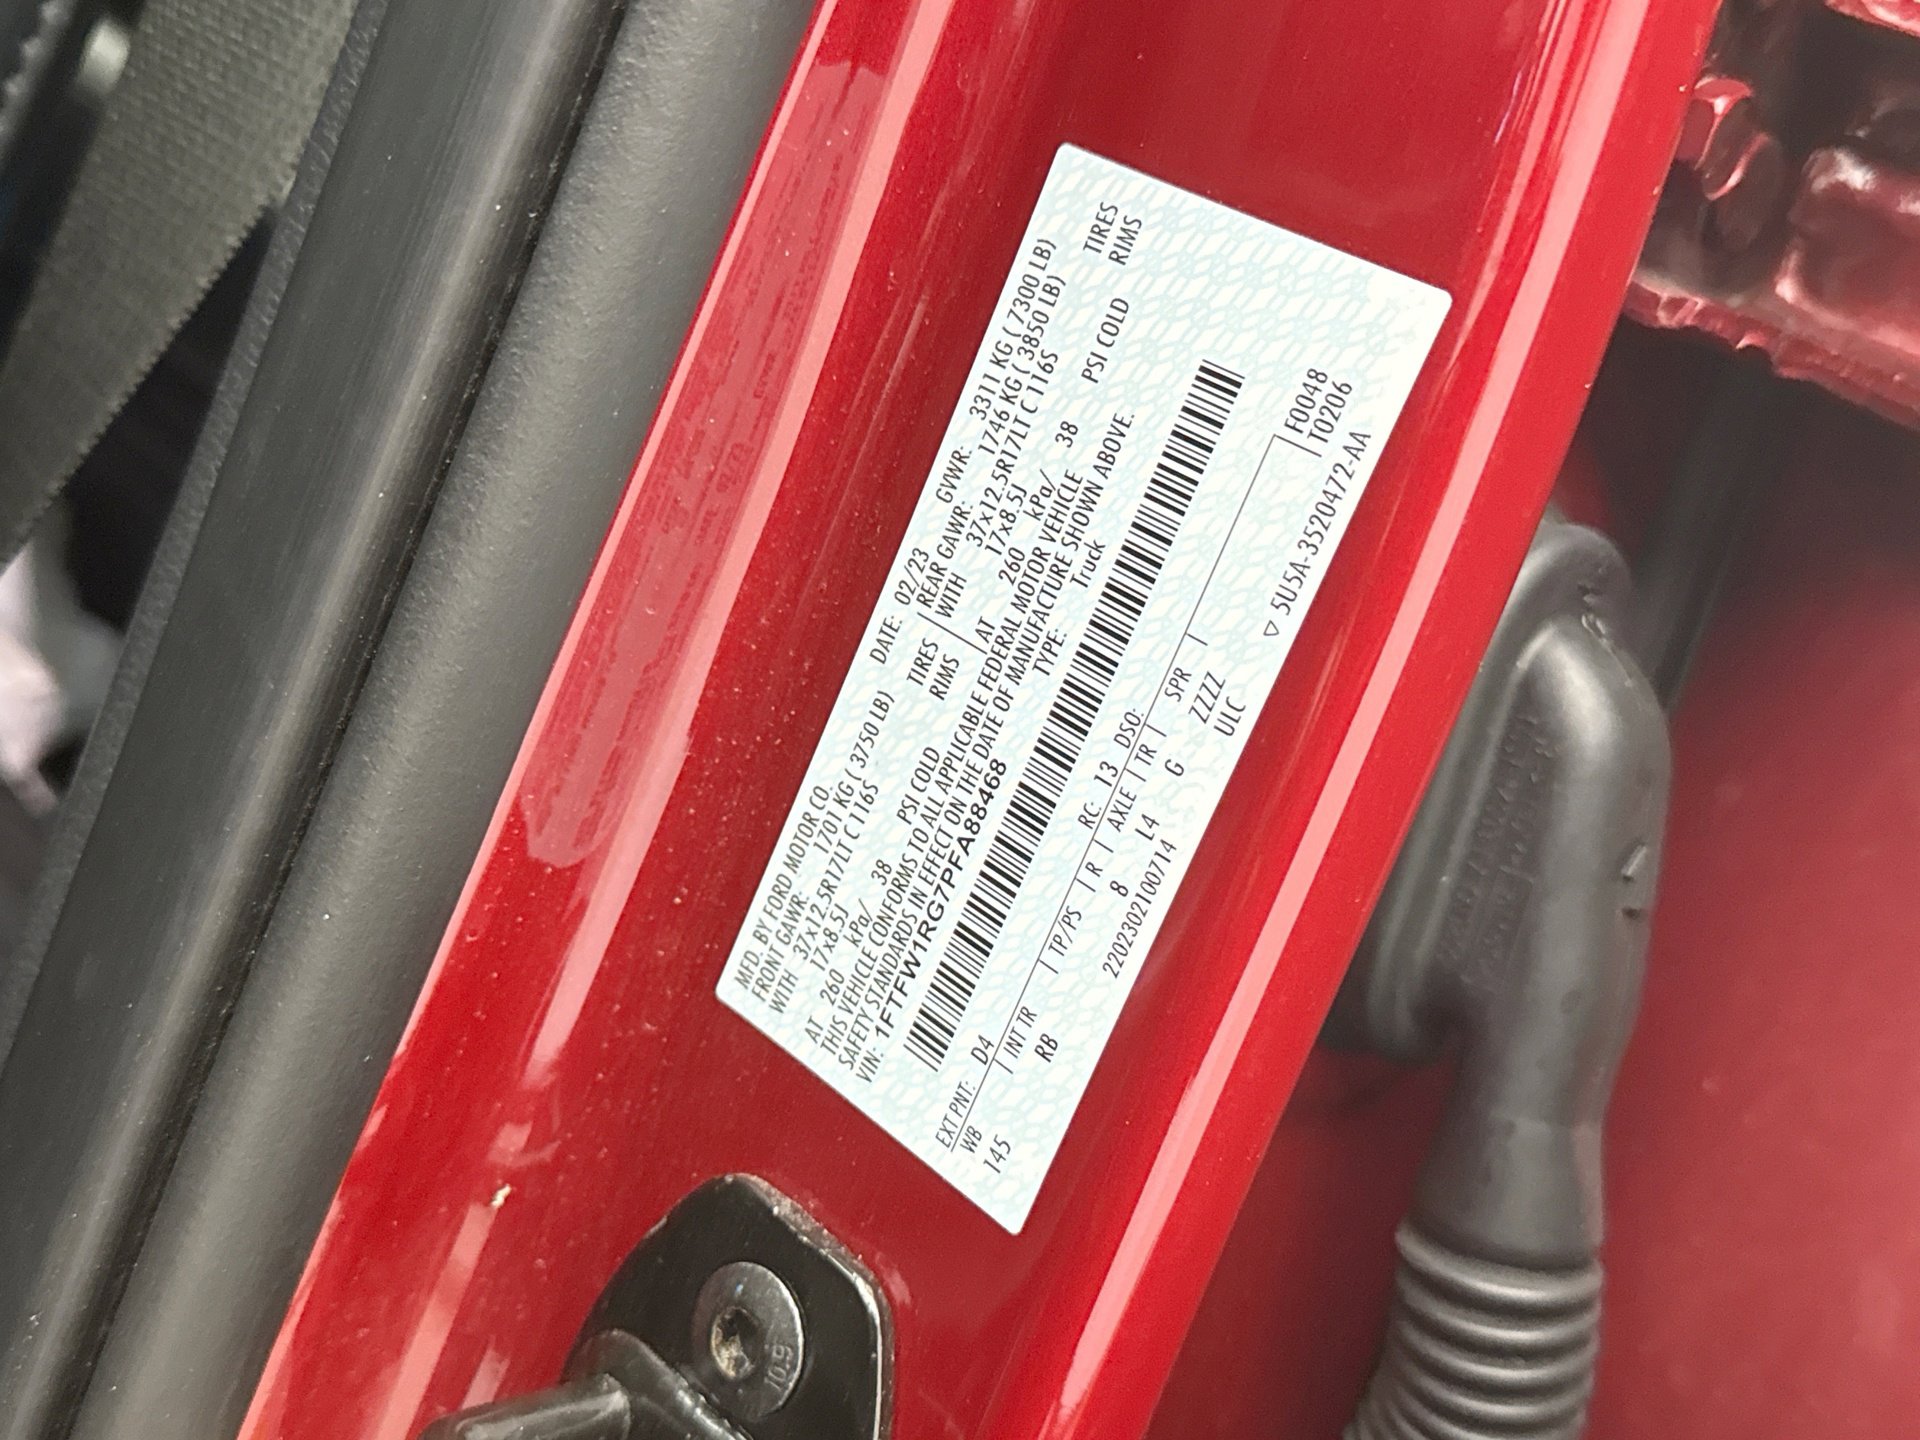 MFD. BY FORD MOTOR CO. DATE: 02/23 GVWR: 3311 KG ( 7300 LB)
FRONT GAWR: 1701 KG ( 3750 LB) REAR GAWR: 1746 KG ( 3850 LB)
WITH 37x12.5R17LT C 116S TIRES WITH 37x12.5R17LT C 116S TIRES
17x8.5J RIMS 17x8.5J RIMS
AT 260 kPa/ 38 PSI COLD AT 260 kPa/ 38 PSI COLD
THIS VEHICLE CONFORMS TO ALL APPLICABLE FEDERAL MOTOR VEHICLE
SAFETY STANDARDS IN EFFECT ON THE DATE OF MANUFACTURE SHOWN ABOVE.
VIN: 1FTFW1RG7PFA88468 TYPE: Truck
EXT PNT: D4 RC: 13 DSO: F0048
WB | INT TR | TP/PS | R | AXLE | TR | SPR | T0206
145 RB 8 L4 G ZZZZ
2202302100714 ULC ▽ 5U5A-3520472-AA
10.9